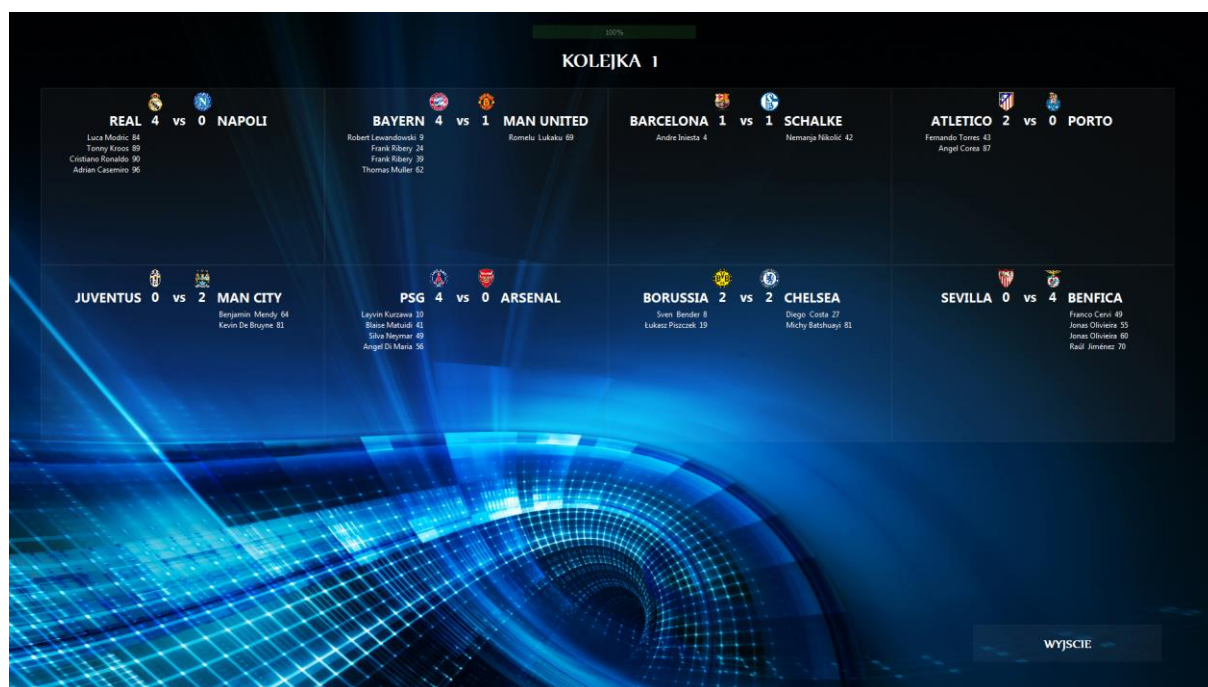 100%
KOLEJKA 1
REAL 4 vs 0 NAPOLI
Luca Modric 84
Tonny Kroos 89
Cristiano Ronaldo 90
Adrian Casemiro 96
BAYERN 4 vs 1 MAN UNITED
Robert Lewandowski 9
Romelu Lukaku 69
Frank Ribery 24
Frank Ribery 39
Thomas Muller 62
BARCELONA 1 vs 1 SCHALKE
Andre Iniesta 4
Nemanja Nikolić 42
ATLETICO 2 vs 0 PORTO
Fernando Torres 43
Angel Corea 87
JUVENTUS 0 vs 2 MAN CITY
Benjamin Mendy 64
Kevin De Bruyne 81
PSG 4 vs 0 ARSENAL
Layvin Kurzawa 10
Blaise Matuidi 41
Silva Neymar 49
Angel Di Maria 56
BORUSSIA 2 vs 2 CHELSEA
Sven Bender 8
Diego Costa 27
Łukasz Piszczek 19
Michy Batshuayi 81
SEVILLA 0 vs 4 BENFICA
Franco Cervi 49
Jonas Olivieira 55
Jonas Olivieira 60
Raúl Jiménez 70
WYJSCIE